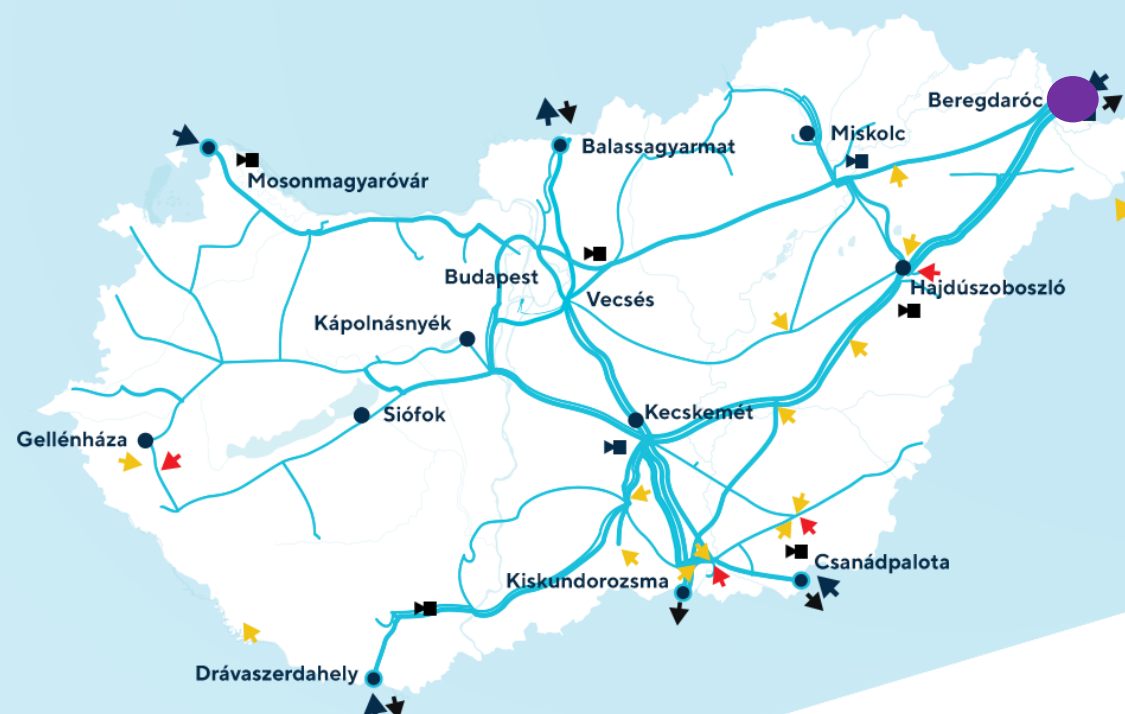 Beregdaróc
Miskolc
Balassagyarmat
Mosonmagyaróvár
Budapest
Hajdúszoboszló
Vecsés
Kápolnásnyék
Kecskemét
Siófok
Gellénháza
Csanádpalota
Kiskundorozsma
Drávaszerdahely